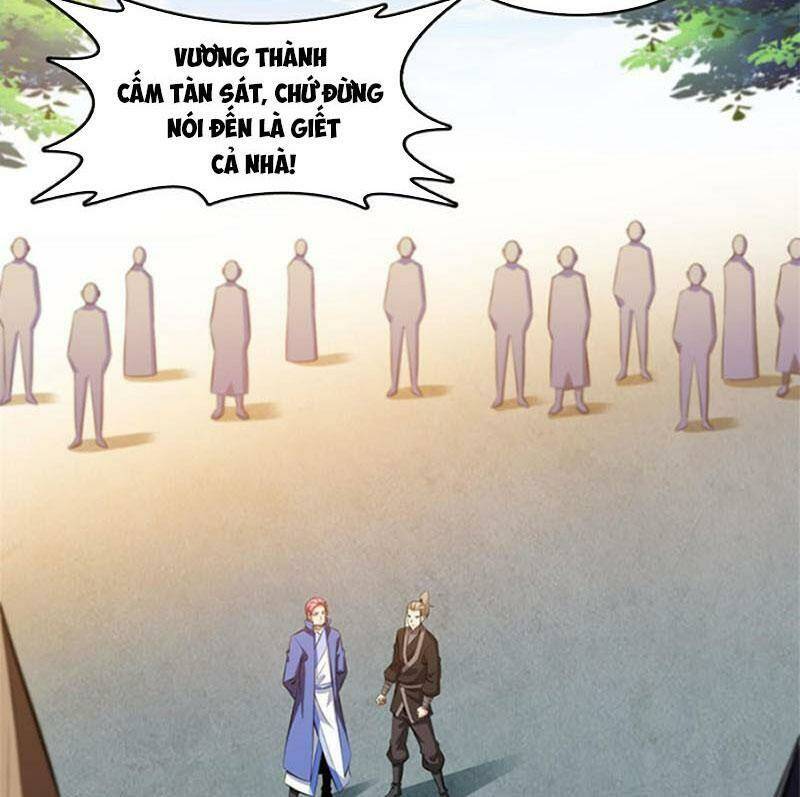 VƯƠNG THÀNH
CẤM TÀN SÁT, CHỨ ĐỪNG
NÓI ĐẾN LÀ GIẾT
CẢ NHÀ!